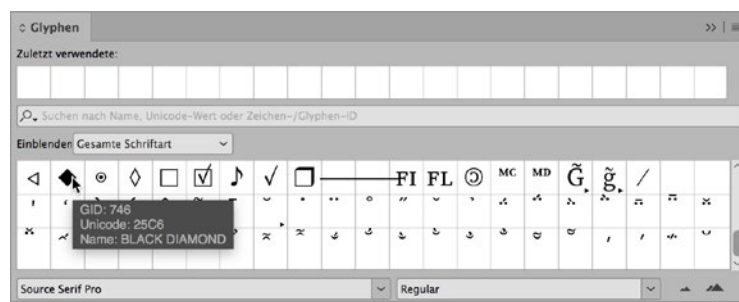 Glyphen
Zuletzt verwendete:
Suchen nach Name, Unicode-Wert oder Zeichen-/Glyphen-ID
Einblenden Gesamte Schriftart
◁ ◆ ◉ ◊ □ ☑ ♪ √ ❒ — FI FL MC MD G̃ g̃ /
GID: 746
Unicode: 25C6
Name: BLACK DIAMOND
Source Serif Pro Regular